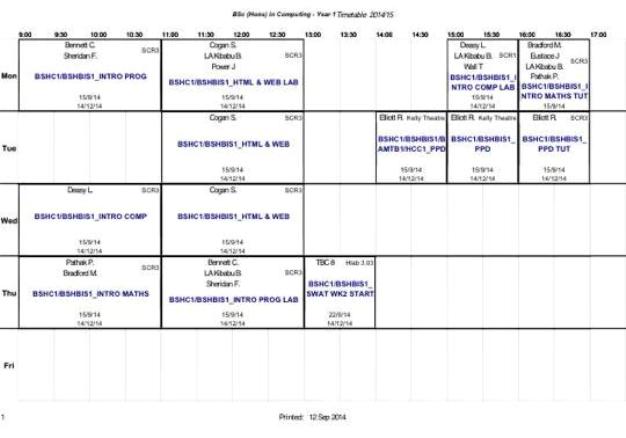 BSc (Hons) in Computing - Year 1 Timetable 2014/15
9:00 9:30 10:00 10:30 11:00 11:30 12:00 12:30 13:00 13:30 14:00 14:30 15:00 15:30 16:00 16:30 17:00
Mon
Bennett C.
Sheridan F.
SCR3
BSHC1/BSHBIS1_INTRO PROG
15/9/14
14/12/14
Cogan S.
LA Kibabu B.
Power J
SCR3
BSHC1/BSHBIS1_HTML & WEB LAB
15/9/14
14/12/14
Deasy L.
LA Kibabu B. SCR1
Wall T
BSHC1/BSHBIS1_I
NTRO COMP LAB
15/9/14
14/12/14
Bradford M.
Eustace J
SCR3
LA Kibabu B.
Pathak P.
BSHC1/BSHBIS1_I
NTRO MATHS TUT
15/9/14
Tue
Cogan S. SCR3
BSHC1/BSHBIS1_HTML & WEB
15/9/14
14/12/14
Elliott R. Kelly Theatre
BSHC1/BSHBIS1/B
AMTB1/HCC1_PPD
15/9/14
14/12/14
Elliott R. Kelly Theatre
BSHC1/BSHBIS1_
PPD
15/9/14
14/12/14
Elliott R. SCR3
BSHC1/BSHBIS1_
PPD TUT
15/9/14
14/12/14
Wed
Deasy L. SCR3
BSHC1/BSHBIS1_INTRO COMP
15/9/14
14/12/14
Cogan S. SCR3
BSHC1/BSHBIS1_HTML & WEB
15/9/14
14/12/14
Thu
Pathak P.
Bradford M.
SCR3
BSHC1/BSHBIS1_INTRO MATHS
15/9/14
14/12/14
Bennett C.
LA Kibabu B.
Sheridan F.
SCR3
BSHC1/BSHBIS1_INTRO PROG LAB
15/9/14
14/12/14
TBC 8 Hlab 3.03
BSHC1/BSHBIS1_
SWAT WK2 START
22/9/14
14/12/14
Fri
1
Printed: 12 Sep 2014